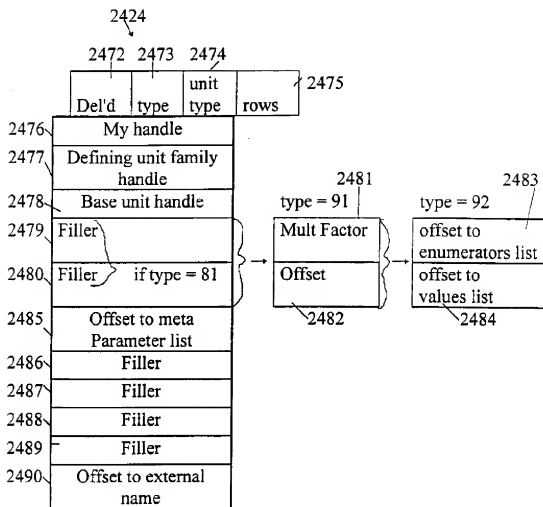 2424
2472 2473 2474
Del'd type unit type rows 2475
2476 My handle
2477 Defining unit family handle
2478 Base unit handle
2479 Filler
2480 Filler if type = 81
type = 91 2481
Mult Factor
Offset
2482
type = 92 2483
offset to enumerators list
offset to values list
2484
2485 Offset to meta Parameter list
2486 Filler
2487 Filler
2488 Filler
2489 Filler
2490 Offset to external name